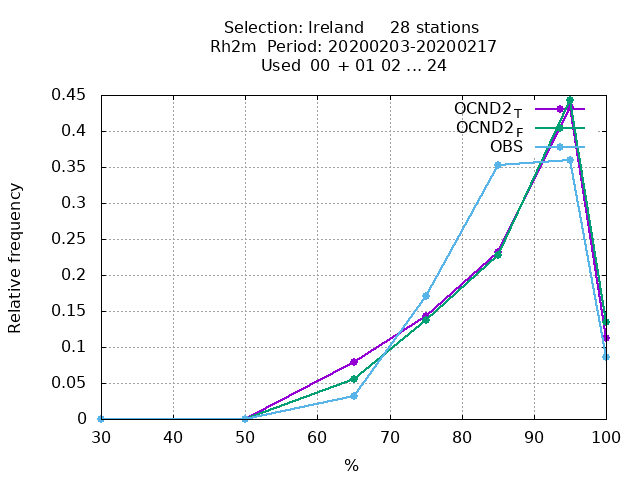 Selection: Ireland 28 stations
Rh2m Period: 20200203-20200217
Used 00 + 01 02 ... 24
0.45
0.4
0.35
0.3
0.25
0.2
0.15
0.1
0.05
0
Relative frequency
OCND2_T
OCND2_F
OBS
30 40 50 60 70 80 90 100
%